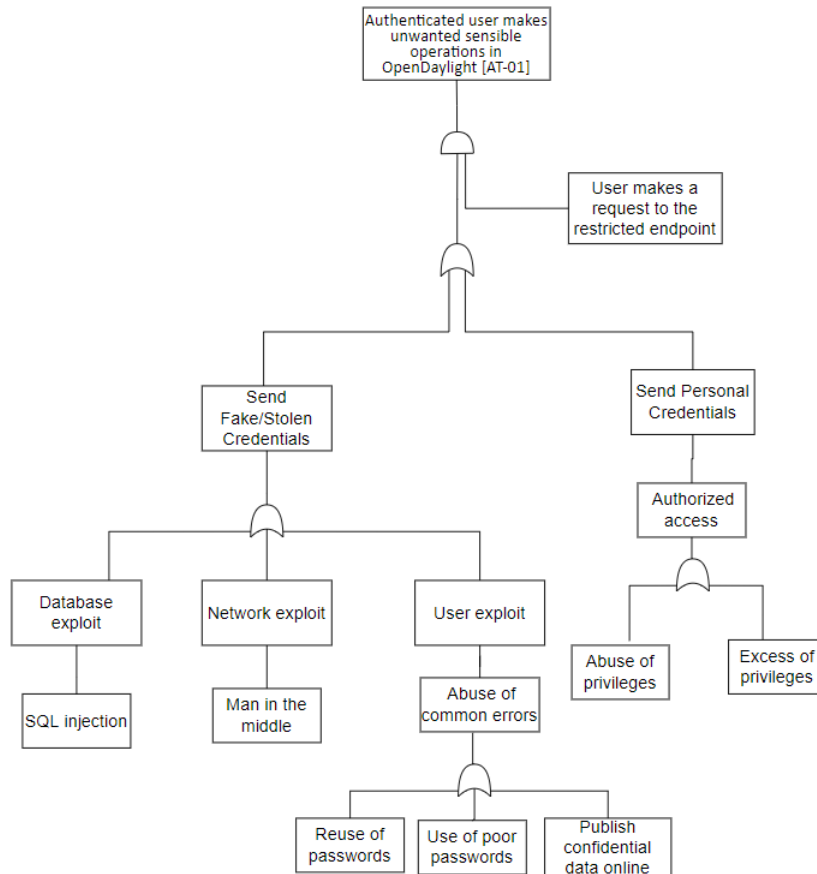 Authenticated user makes
unwanted sensible
operations in
OpenDaylight [AT-01]
User makes a
request to the
restricted endpoint
Send
Fake/Stolen
Credentials
Send Personal
Credentials
Authorized
access
Database
exploit
Network exploit
User exploit
Abuse of
privileges
Excess of
privileges
SQL injection
Man in the
middle
Abuse of
common errors
Reuse of
passwords
Use of poor
passwords
Publish
confidential
data online